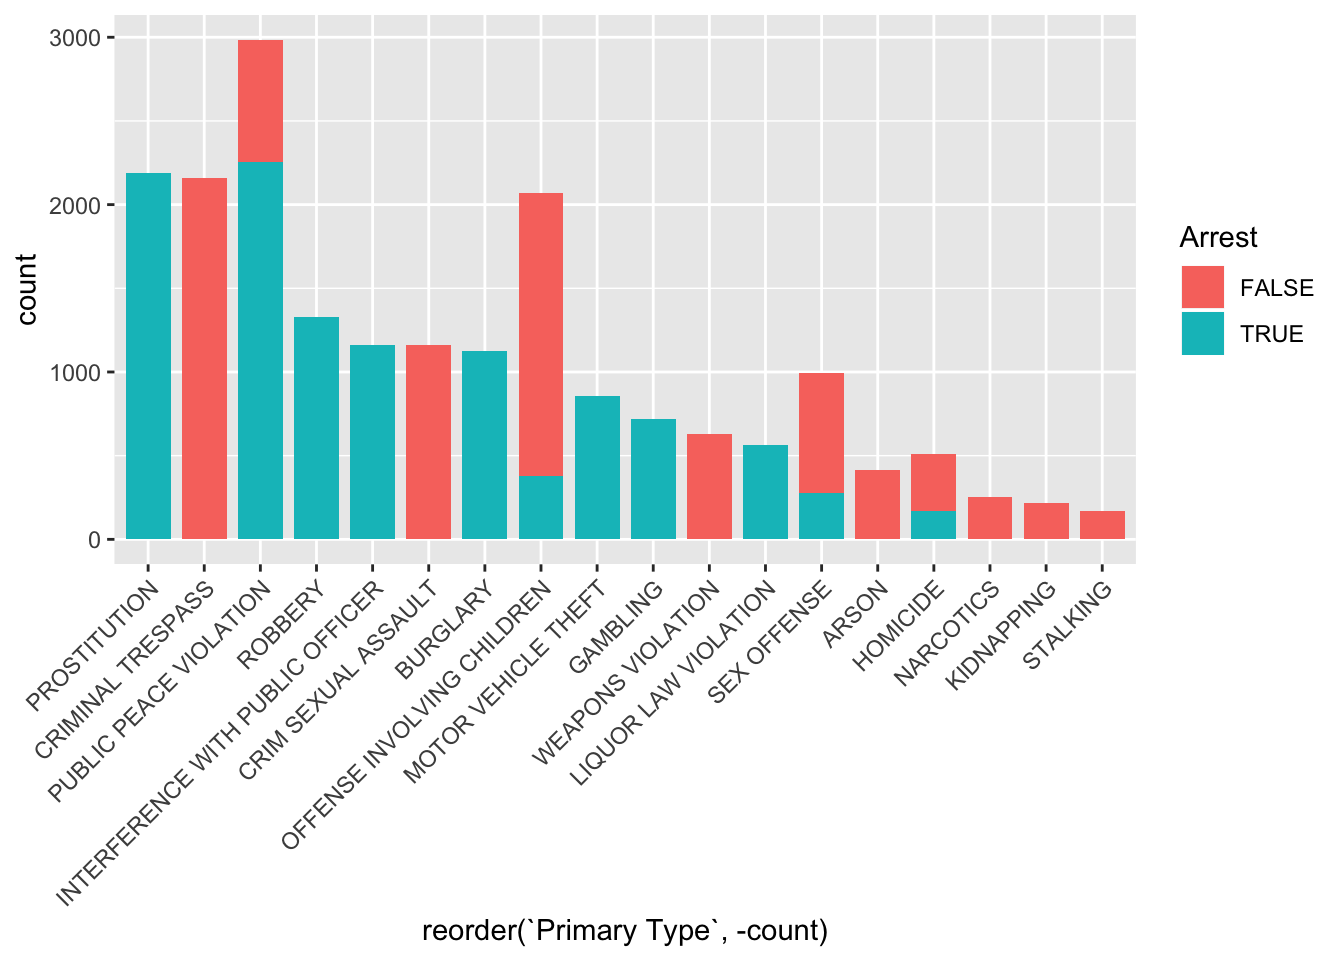 3000
2000
1000
0
count
PROSTITUTION
CRIMINAL TRESPASS
PUBLIC PEACE VIOLATION
ROBBERY
INTERFERENCE WITH PUBLIC OFFICER
CRIM SEXUAL ASSAULT
BURGLARY
OFFENSE INVOLVING CHILDREN
MOTOR VEHICLE THEFT
GAMBLING
WEAPONS VIOLATION
LIQUOR LAW VIOLATION
SEX OFFENSE
ARSON
HOMICIDE
NARCOTICS
KIDNAPPING
STALKING
reorder(`Primary Type`, -count)
Arrest
FALSE
TRUE